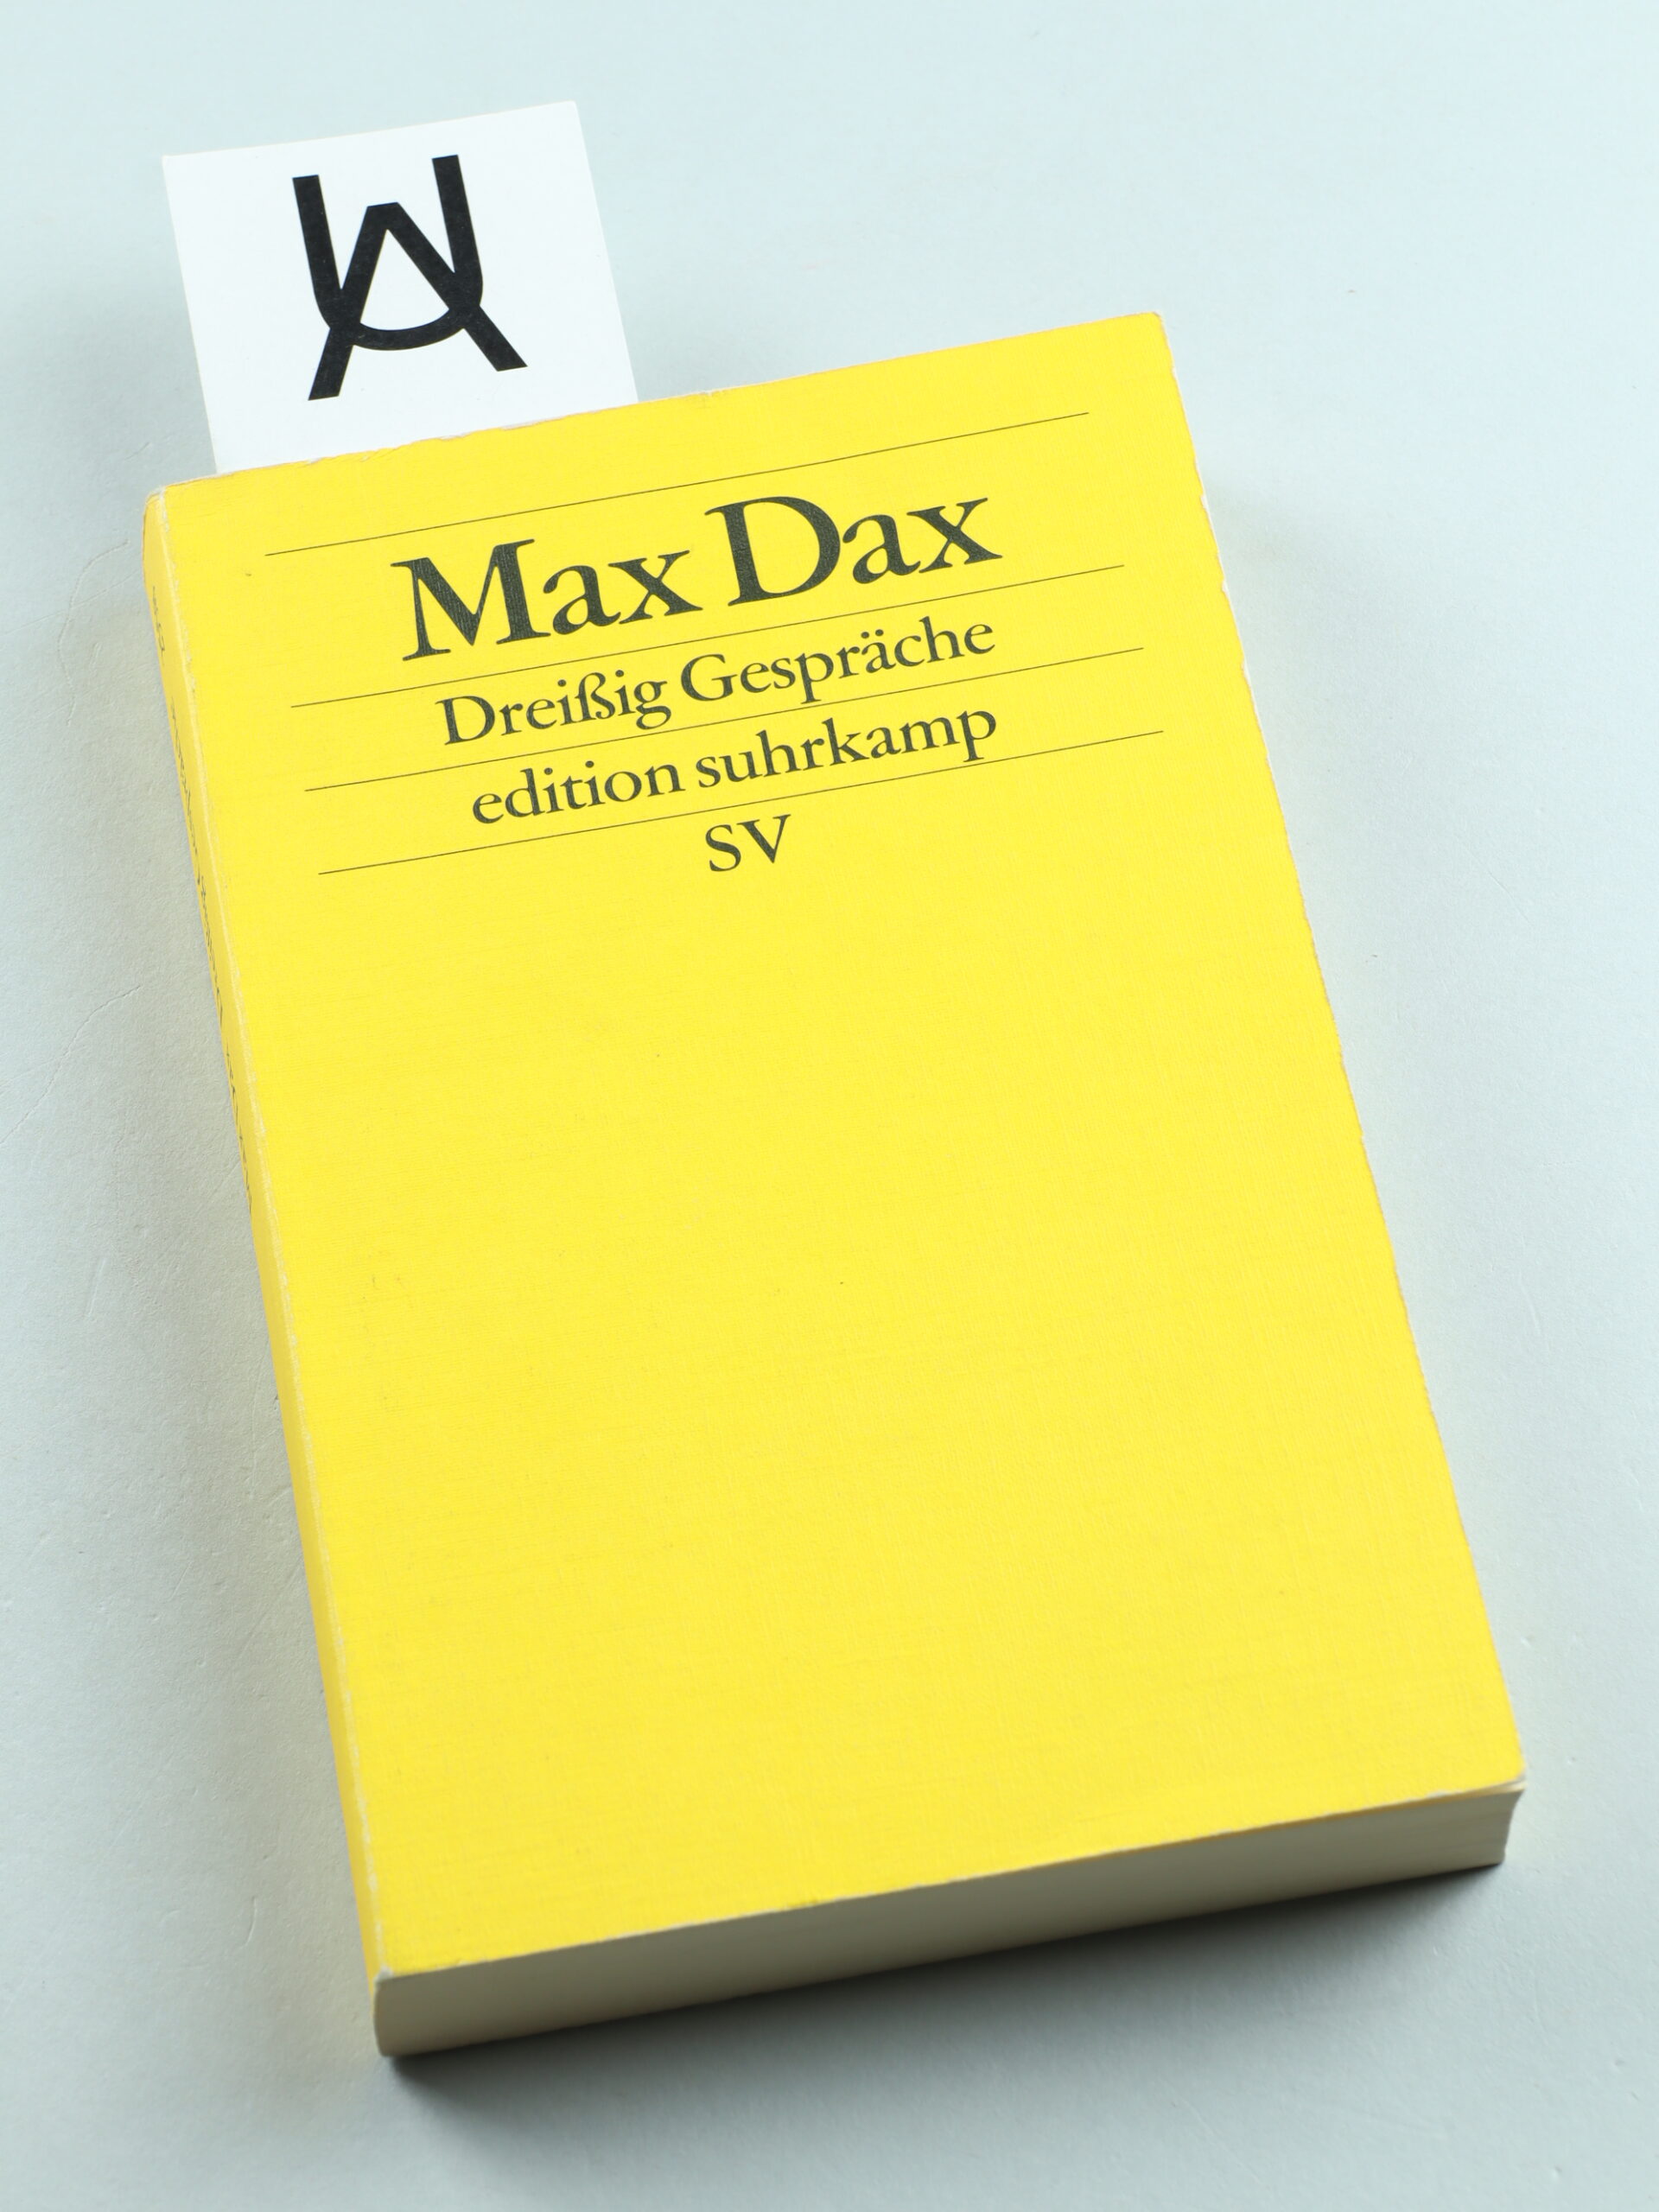 Max Dax
Dreißig Gespräche
edition suhrkamp
SV